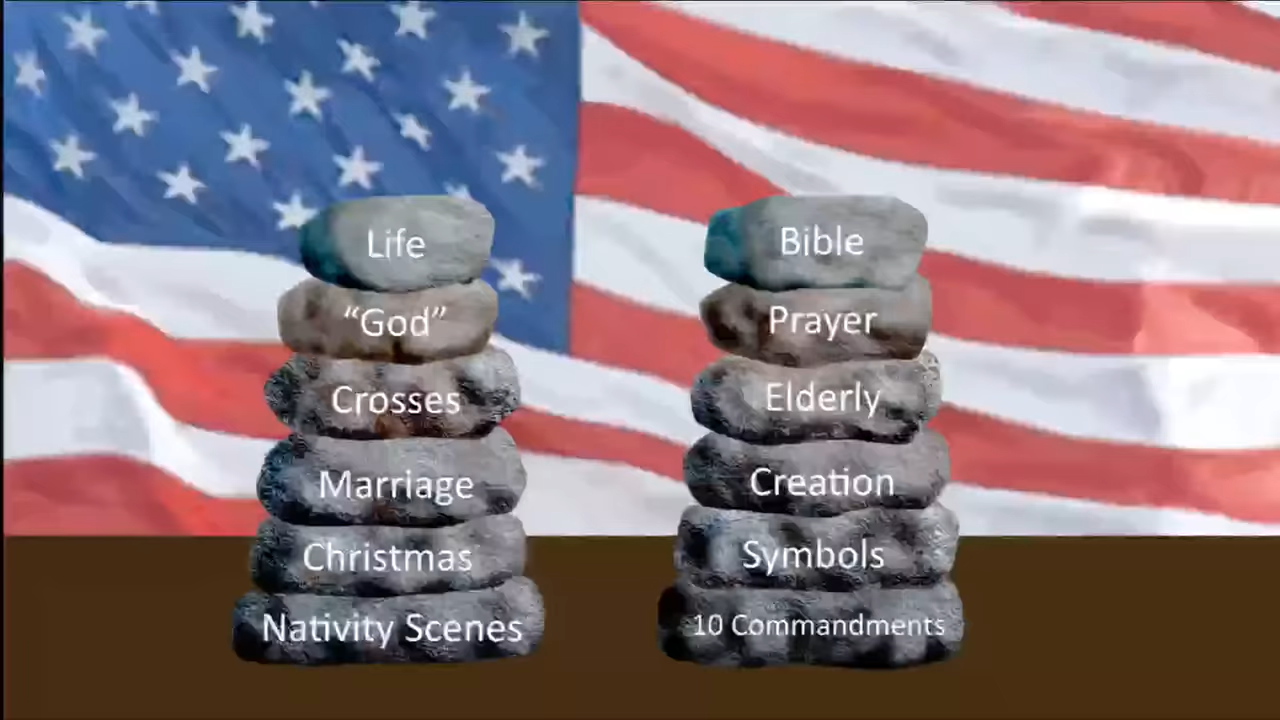 Life
“God”
Crosses
Marriage
Christmas
Nativity Scenes
Bible
Prayer
Elderly
Creation
Symbols
10 Commandments